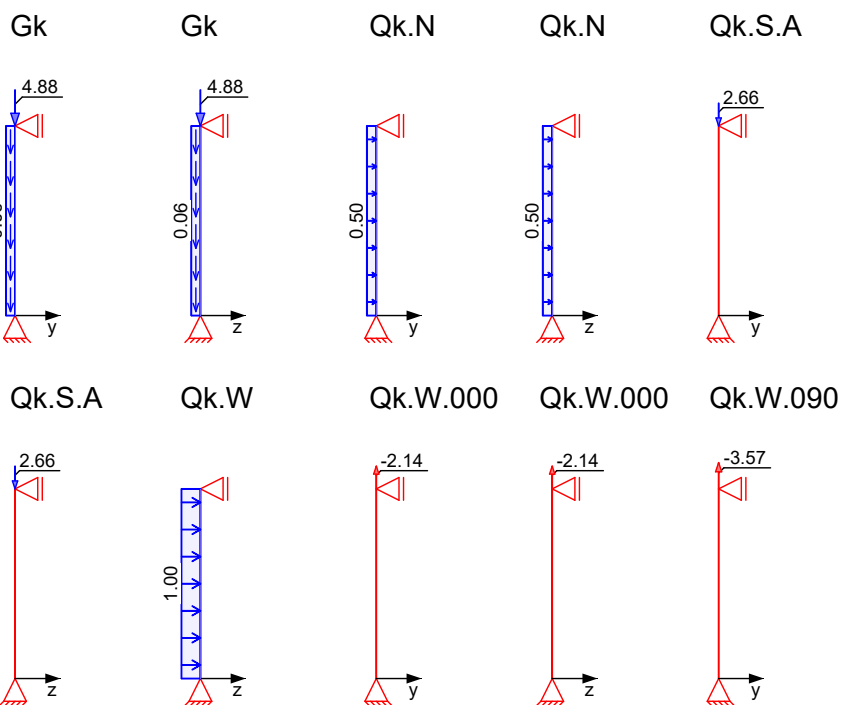 Gk Gk Qk.N Qk.N Qk.S.A
4.88 4.88 2.66
0.06 0.50 0.50
y z y z y
Qk.S.A Qk.W Qk.W.000 Qk.W.000 Qk.W.090
2.66 -2.14 -2.14 -3.57
1.00
z z y z y